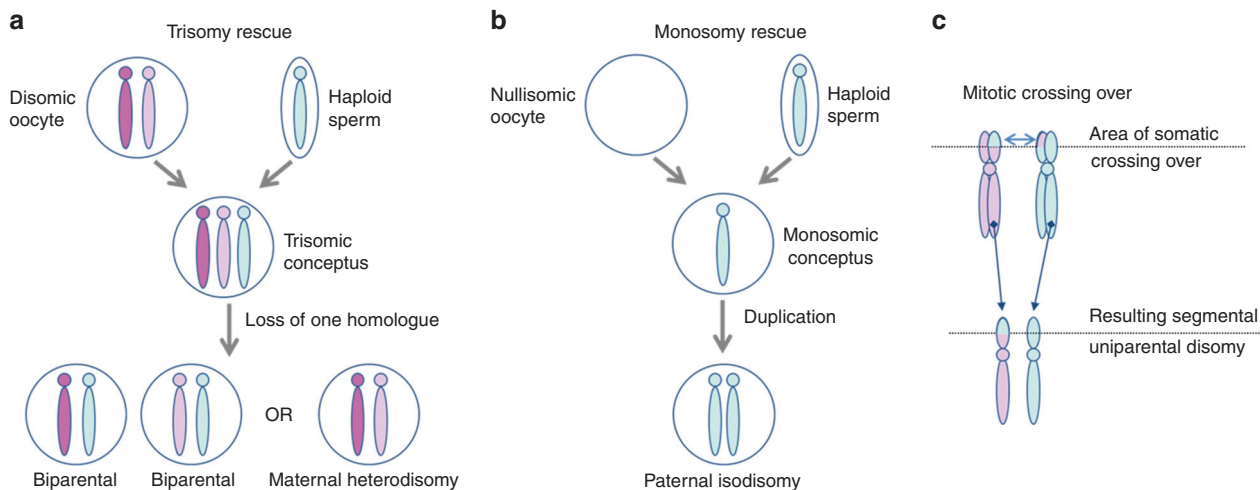 a
Trisomy rescue
Disomic
oocyte
Haploid
sperm
Trisomic
conceptus
Loss of one homologue
OR
Biparental
Biparental
Maternal heterodisomy
b
Monosomy rescue
Nullisomic
oocyte
Haploid
sperm
Monosomic
conceptus
Duplication
Paternal isodisomy
c
Mitotic crossing over
Area of somatic
crossing over
Resulting segmental
uniparental disomy